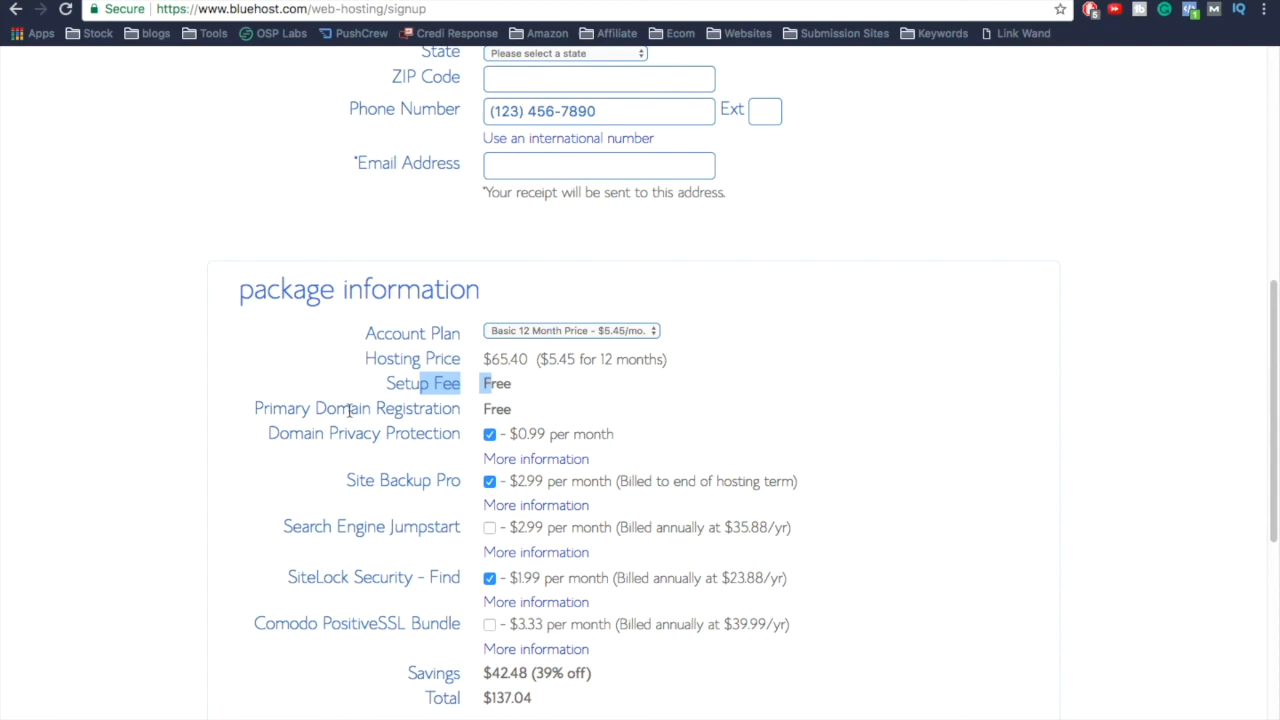 Secure https://www.bluehost.com/web-hosting/signup 5 1 M IQ
Apps Stock blogs Tools OSP Labs PushCrew Credi Response Amazon Affiliate Ecom Websites Submission Sites Keywords Link Wand
State Please select a state
ZIP Code
Phone Number (123) 456-7890 Ext
Use an international number
*Email Address
*Your receipt will be sent to this address.
package information
Account Plan Basic 12 Month Price - $5.45/mo.
Hosting Price $65.40 ($5.45 for 12 months)
Setup Fee Free
Primary Domain Registration Free
Domain Privacy Protection - $0.99 per month
More information
Site Backup Pro - $2.99 per month (Billed to end of hosting term)
More information
Search Engine Jumpstart - $2.99 per month (Billed annually at $35.88/yr)
More information
SiteLock Security - Find - $1.99 per month (Billed annually at $23.88/yr)
More information
Comodo PositiveSSL Bundle - $3.33 per month (Billed annually at $39.99/yr)
More information
Savings $42.48 (39% off)
Total $137.04